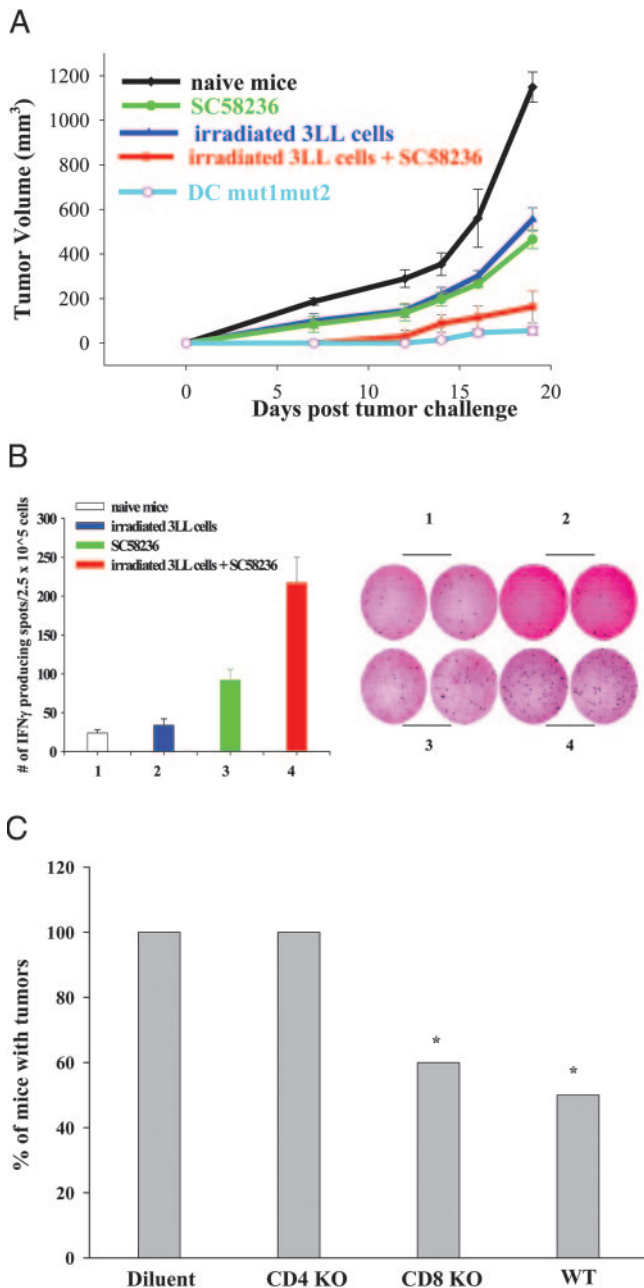 A
Tumor Volume (mm³)
1200
1000
800
600
400
200
0
naive mice
SC58236
irradiated 3LL cells
irradiated 3LL cells + SC58236
DC mut1mut2
0 5 10 15 20
Days post tumor challenge
B
# of IFNγ producing spots/2.5 x 10^5 cells
300
250
200
150
100
50
0
naive mice
irradiated 3LL cells
SC58236
irradiated 3LL cells + SC58236
1 2 3 4
1 2
3 4
C
% of mice with tumors
120
100
80
60
40
20
0
*
*
Diluent CD4 KO CD8 KO WT